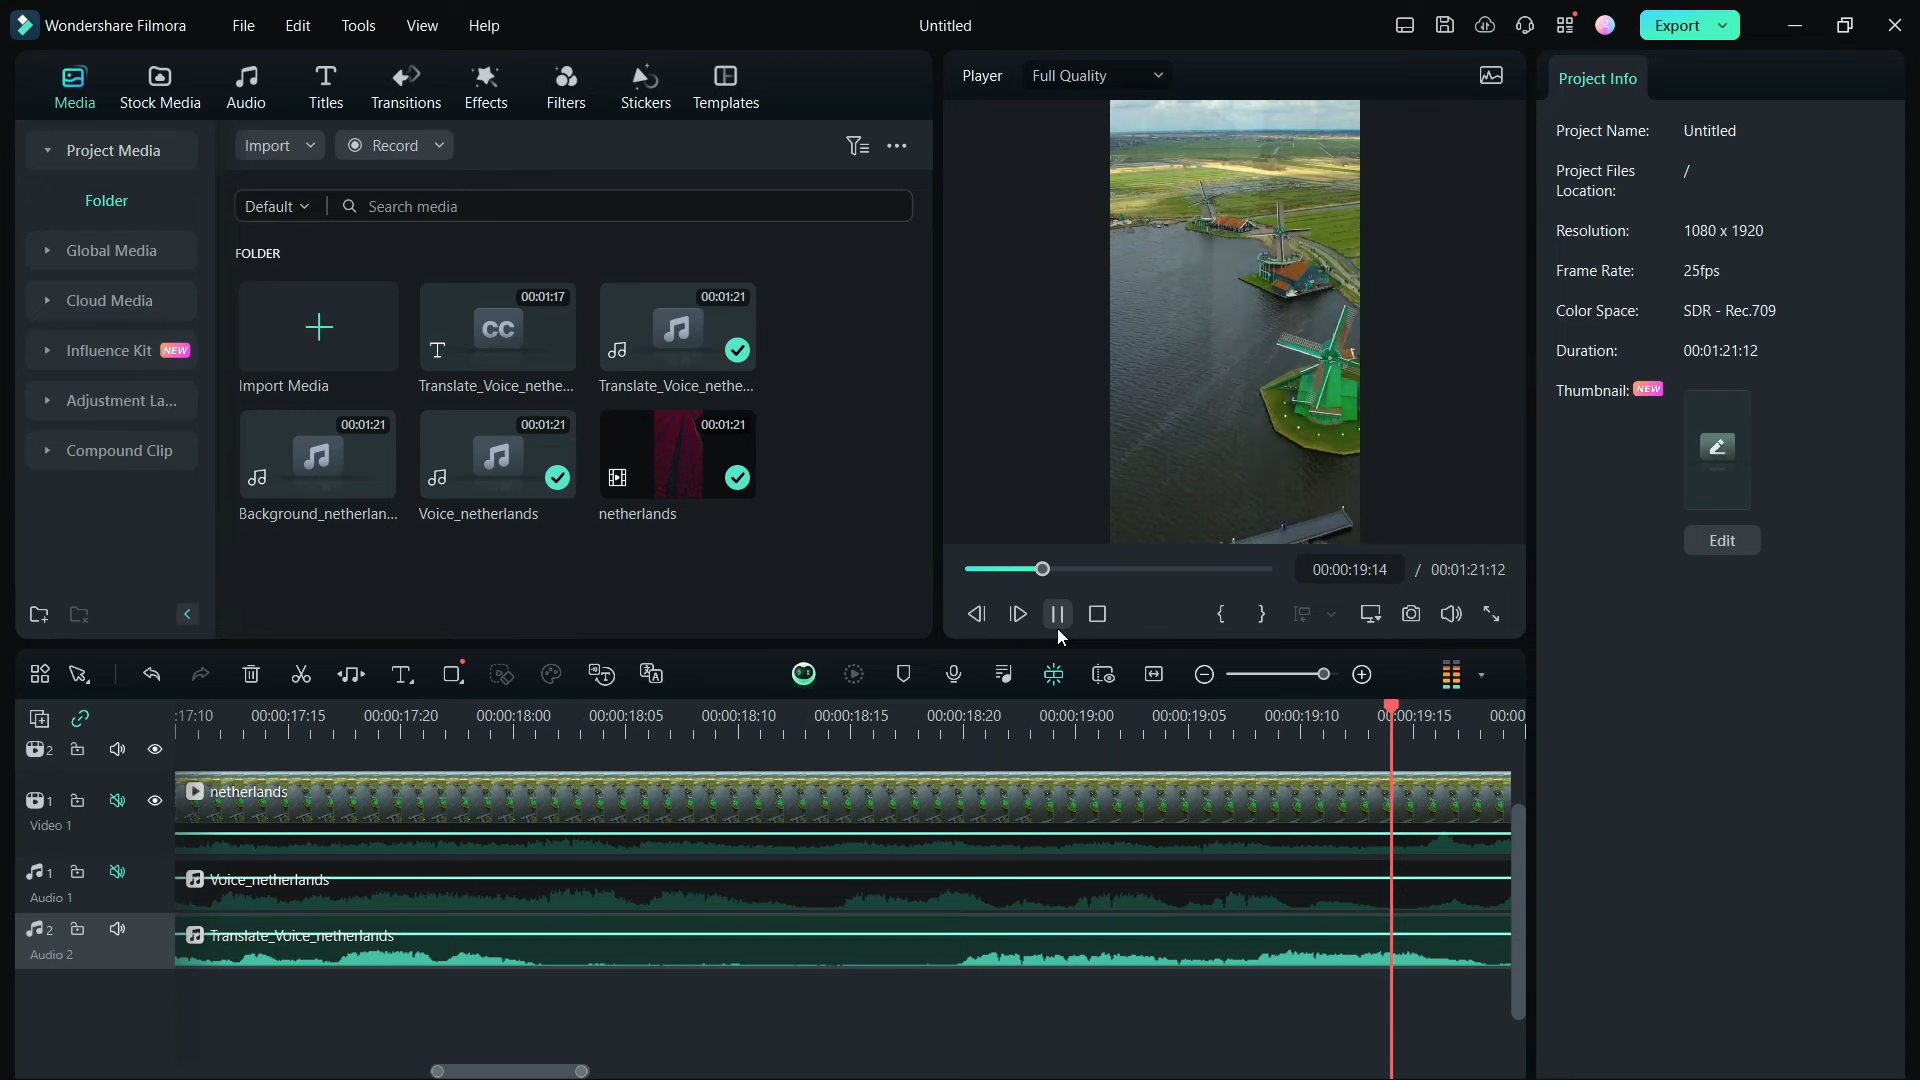 Wondershare Filmora
File
Edit
Tools
View
Help
Untitled
Export
Media
Stock Media
Audio
Titles
Transitions
Effects
Filters
Stickers
Templates
Player
Full Quality
Project Info
Project Media
Folder
Global Media
Cloud Media
Influence Kit NEW
Adjustment La...
Compound Clip
Import
Record
Default
Search media
FOLDER
00:01:17
CC
T
00:01:21
Import Media
Translate_Voice_nethe...
Translate_Voice_nethe...
00:01:21
00:01:21
00:01:21
Background_netherlan...
Voice_netherlands
netherlands
00:00:19:14 / 00:01:21:12
{ }
Project Name: Untitled
Project Files Location: /
Resolution: 1080 x 1920
Frame Rate: 25fps
Color Space: SDR - Rec.709
Duration: 00:01:21:12
Thumbnail: NEW
Edit
:17:10 00:00:17:15 00:00:17:20 00:00:18:00 00:00:18:05 00:00:18:10 00:00:18:15 00:00:18:20 00:00:19:00 00:00:19:05 00:00:19:10 00:00:19:15 00:00
2
1
netherlands
Video 1
1
Voice_netherlands
Audio 1
2
Translate_Voice_netherlands
Audio 2